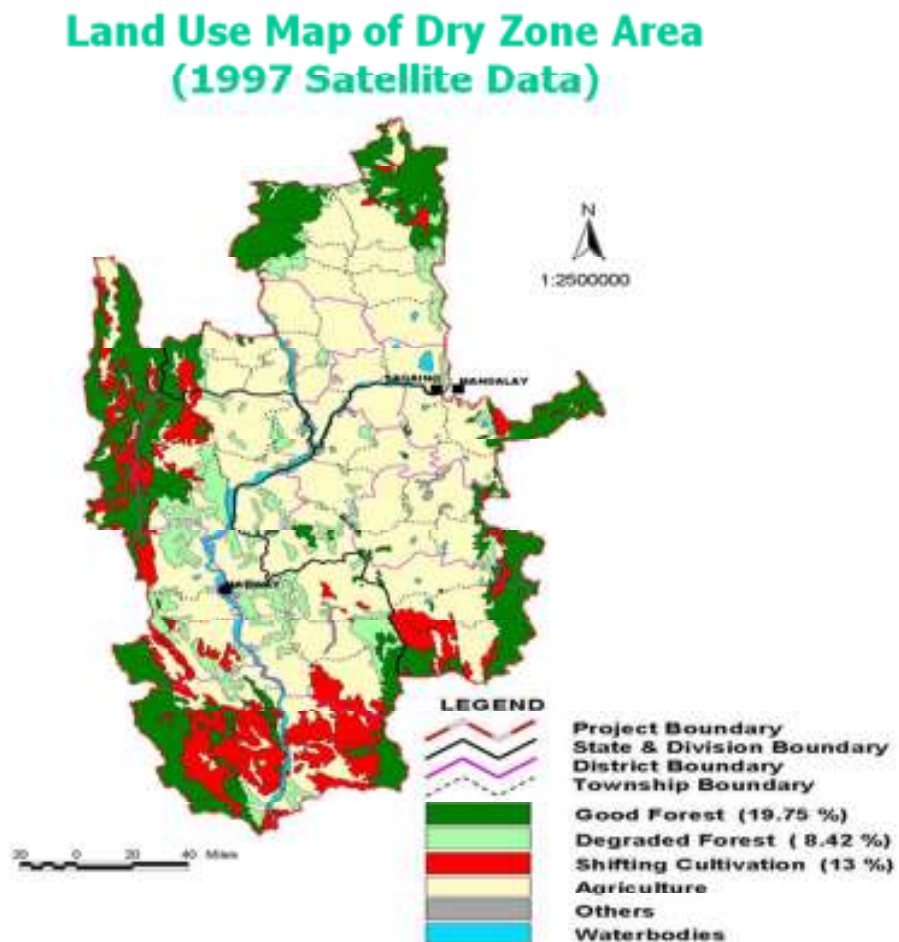 Land Use Map of Dry Zone Area
(1997 Satellite Data)
N
1:2500000
SAGAING
MANDALAY
MAGWAY
LEGEND
Project Boundary
State & Division Boundary
District Boundary
Township Boundary
Good Forest (19.75 %)
Degraded Forest ( 8.42 %)
Shifting Cultivation (13 %)
Agriculture
Others
Waterbodies
20 0 20 40 Miles